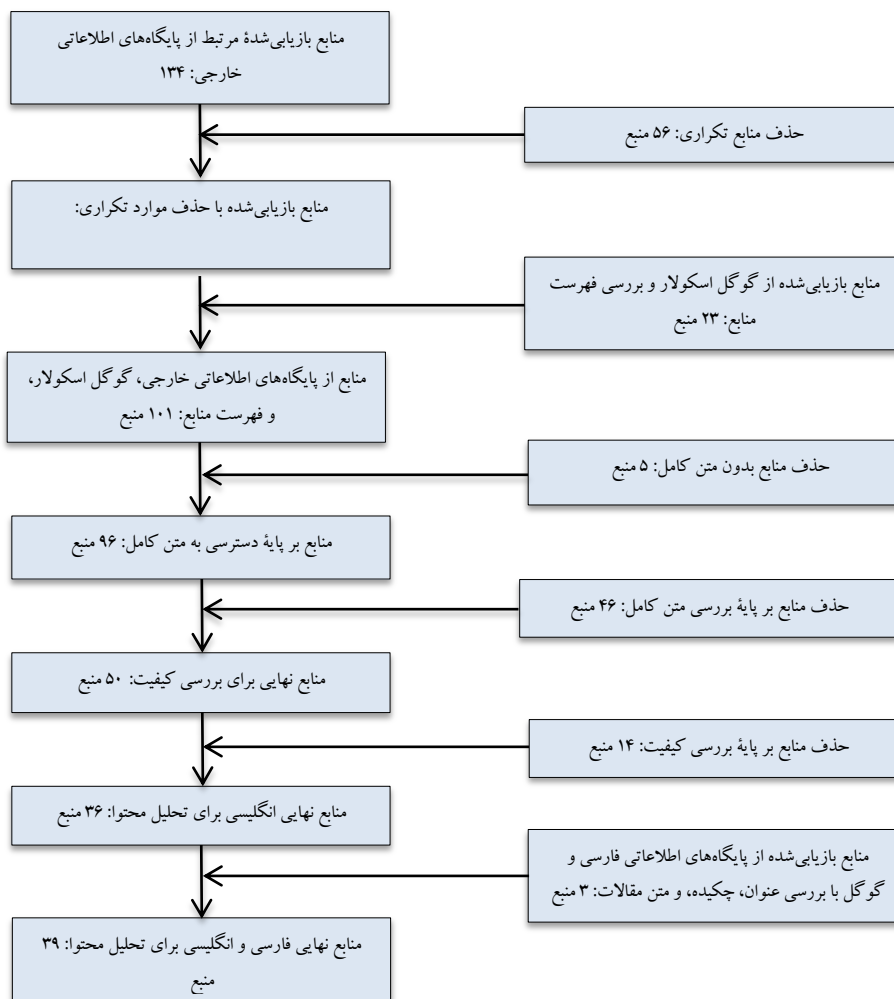 منابع بازیابی‌شدهٔ مرتبط از پایگاه‌های اطلاعاتی
خارجی: ۱۳۴
حذف منابع تکراری: ۵۶ منبع
منابع بازیابی‌شده با حذف موارد تکراری:
منابع بازیابی‌شده از گوگل اسکولار و بررسی فهرست
منابع: ۲۳ منبع
منابع از پایگاه‌های اطلاعاتی خارجی، گوگل اسکولار،
و فهرست منابع: ۱۰۱ منبع
حذف منابع بدون متن کامل: ۵ منبع
منابع بر پایهٔ دسترسی به متن کامل: ۹۶ منبع
حذف منابع بر پایهٔ بررسی متن کامل: ۴۶ منبع
منابع نهایی برای بررسی کیفیت: ۵۰ منبع
حذف منابع بر پایهٔ بررسی کیفیت: ۱۴ منبع
منابع نهایی انگلیسی برای تحلیل محتوا: ۳۶ منبع
منابع بازیابی‌شده از پایگاه‌های اطلاعاتی فارسی و
گوگل با بررسی عنوان، چکیده، و متن مقالات: ۳ منبع
منابع نهایی فارسی و انگلیسی برای تحلیل محتوا: ۳۹
منبع